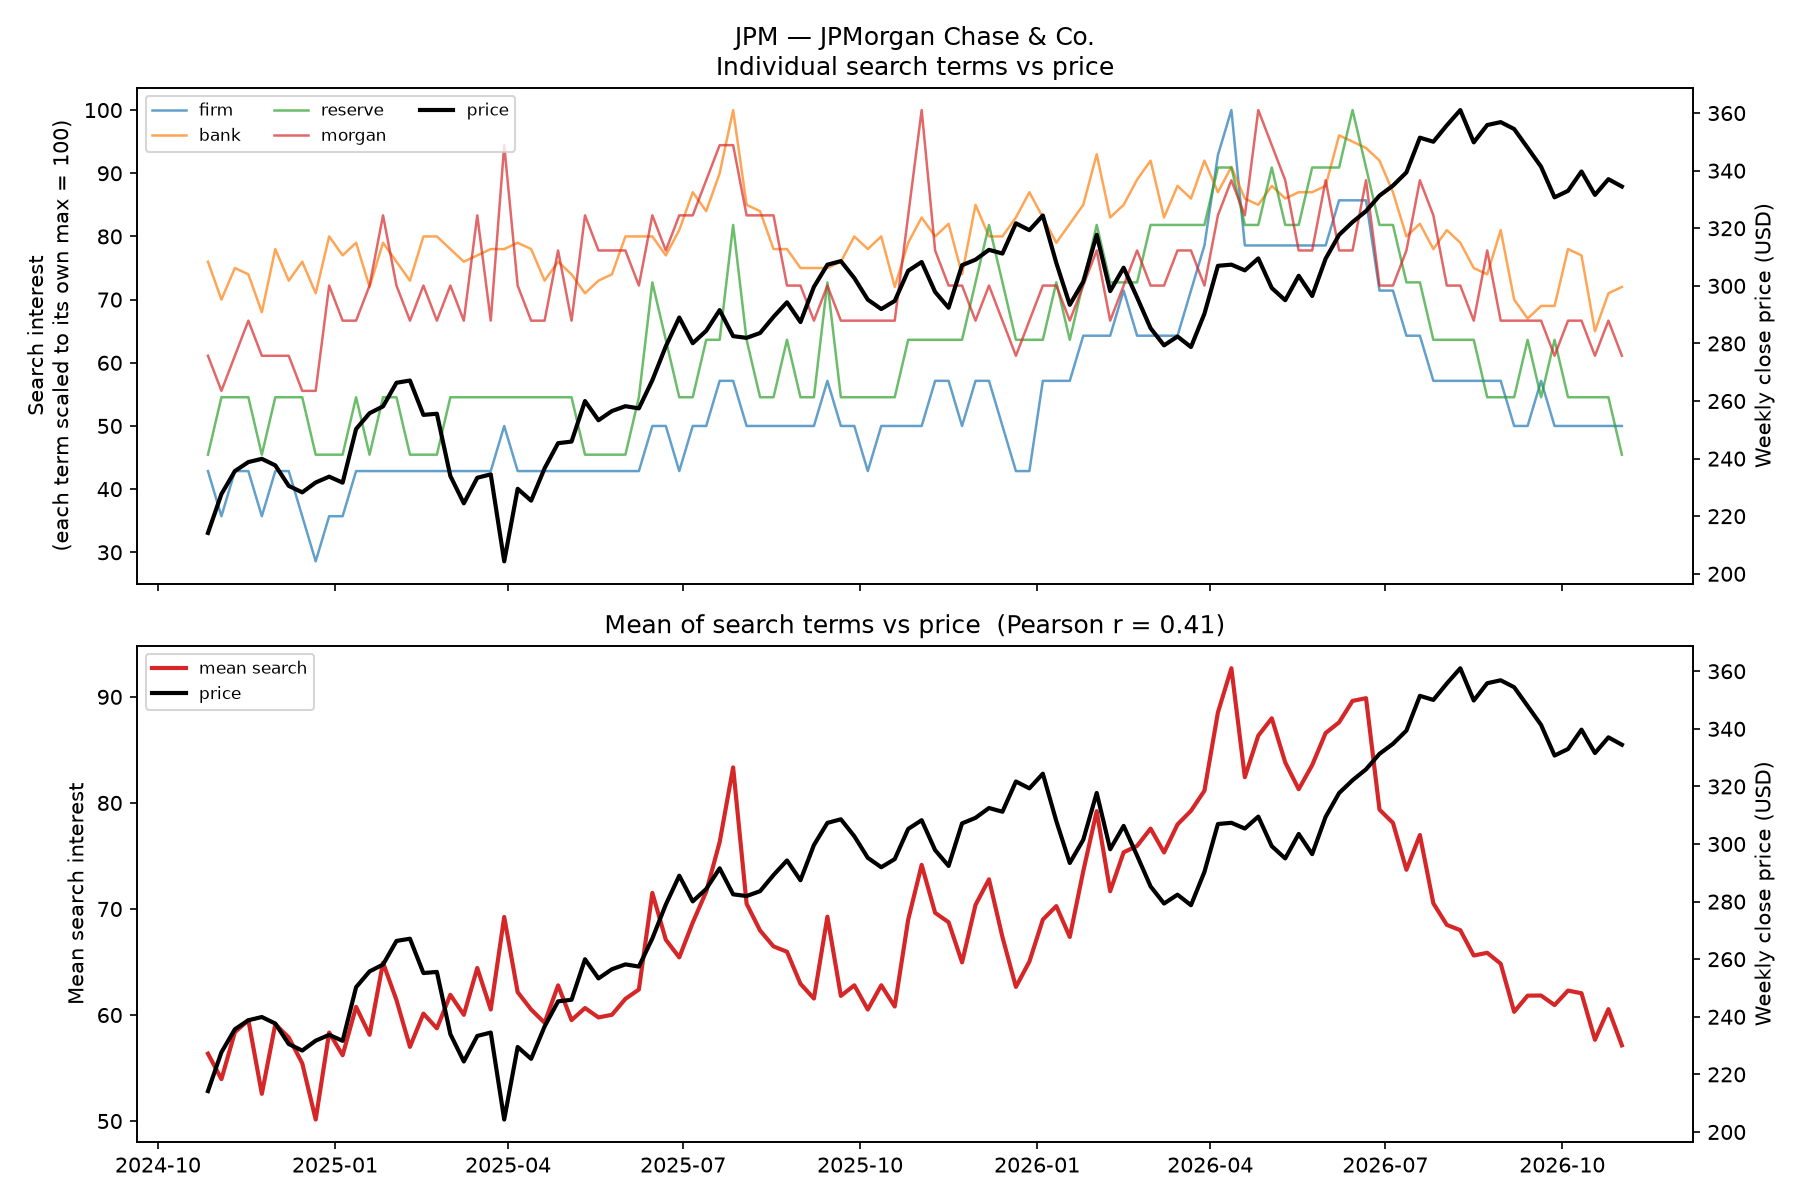 JPM — JPMorgan Chase & Co.
Individual search terms vs price
firm
bank
reserve
morgan
price
Search interest
(each term scaled to its own max = 100)
100
90
80
70
60
50
40
30
360
340
320
300
280
260
240
220
200
Weekly close price (USD)
Mean of search terms vs price (Pearson r = 0.41)
mean search
price
Mean search interest
90
80
70
60
50
360
340
320
300
280
260
240
220
200
Weekly close price (USD)
2024-10
2025-01
2025-04
2025-07
2025-10
2026-01
2026-04
2026-07
2026-10